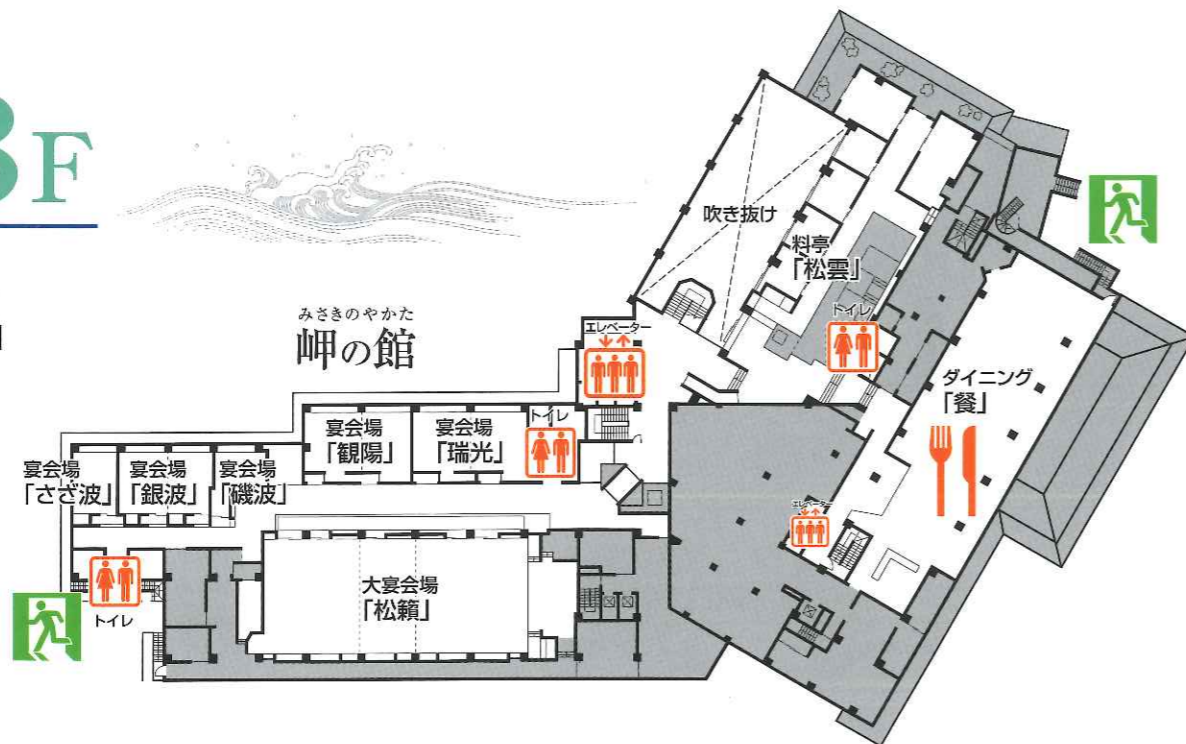 3F
みさきのやかた
岬の館
吹き抜け
料亭
「松雲」
トイレ
エレベーター
ダイニング
「餐」
宴会場
「観陽」
宴会場
「瑞光」
トイレ
宴会場
「さざ波」
宴会場
「銀波」
宴会場
「磯波」
エレベーター
大宴会場
「松籟」
トイレ